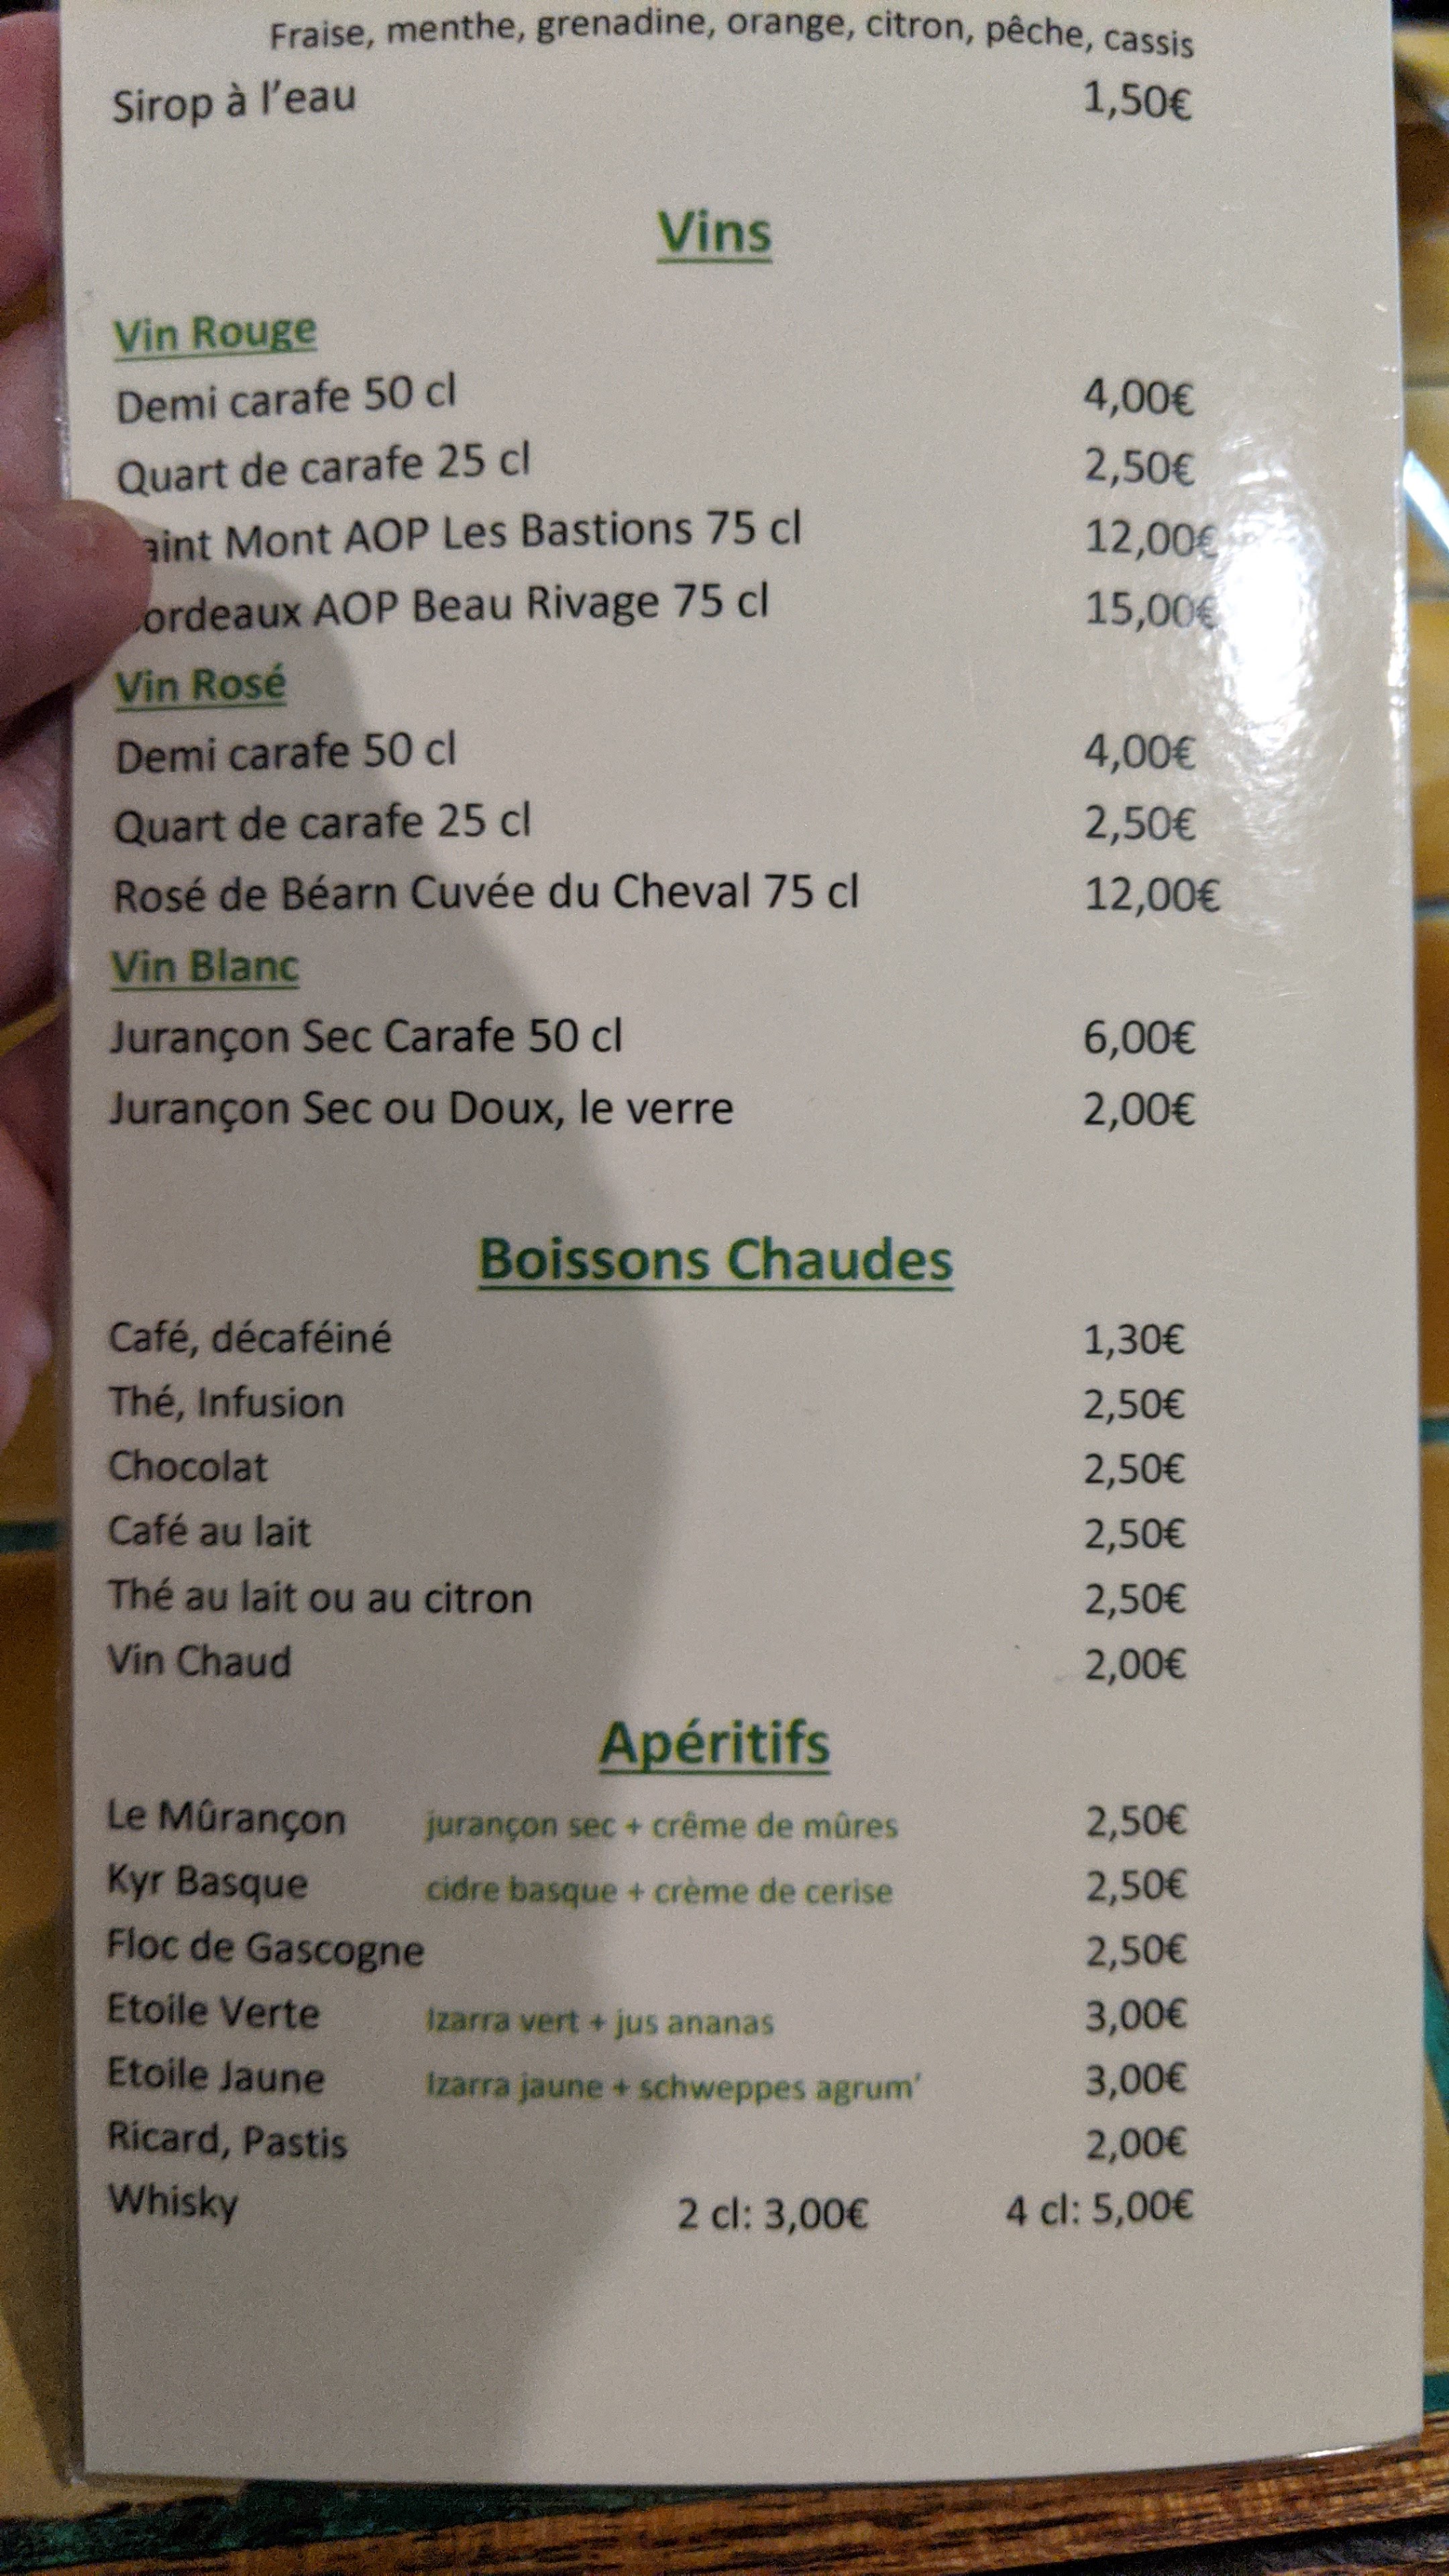 Fraise, menthe, grenadine, orange, citron, pêche, cassis
Sirop à l'eau 1,50€
Vins
Vin Rouge
Demi carafe 50 cl 4,00€
Quart de carafe 25 cl 2,50€
aint Mont AOP Les Bastions 75 cl 12,00€
ordeaux AOP Beau Rivage 75 cl 15,00€
Vin Rosé
Demi carafe 50 cl 4,00€
Quart de carafe 25 cl 2,50€
Rosé de Béarn Cuvée du Cheval 75 cl 12,00€
Vin Blanc
Jurançon Sec Carafe 50 cl 6,00€
Jurançon Sec ou Doux, le verre 2,00€
Boissons Chaudes
Café, décaféiné 1,30€
Thé, Infusion 2,50€
Chocolat 2,50€
Café au lait 2,50€
Thé au lait ou au citron 2,50€
Vin Chaud 2,00€
Apéritifs
Le Mûrançon jurançon sec + crême de mûres 2,50€
Kyr Basque cidre basque + crème de cerise 2,50€
Floc de Gascogne 2,50€
Etoile Verte Izarra vert + jus ananas 3,00€
Etoile Jaune Izarra jaune + schweppes agrum' 3,00€
Ricard, Pastis 2,00€
Whisky 2 cl: 3,00€ 4 cl: 5,00€